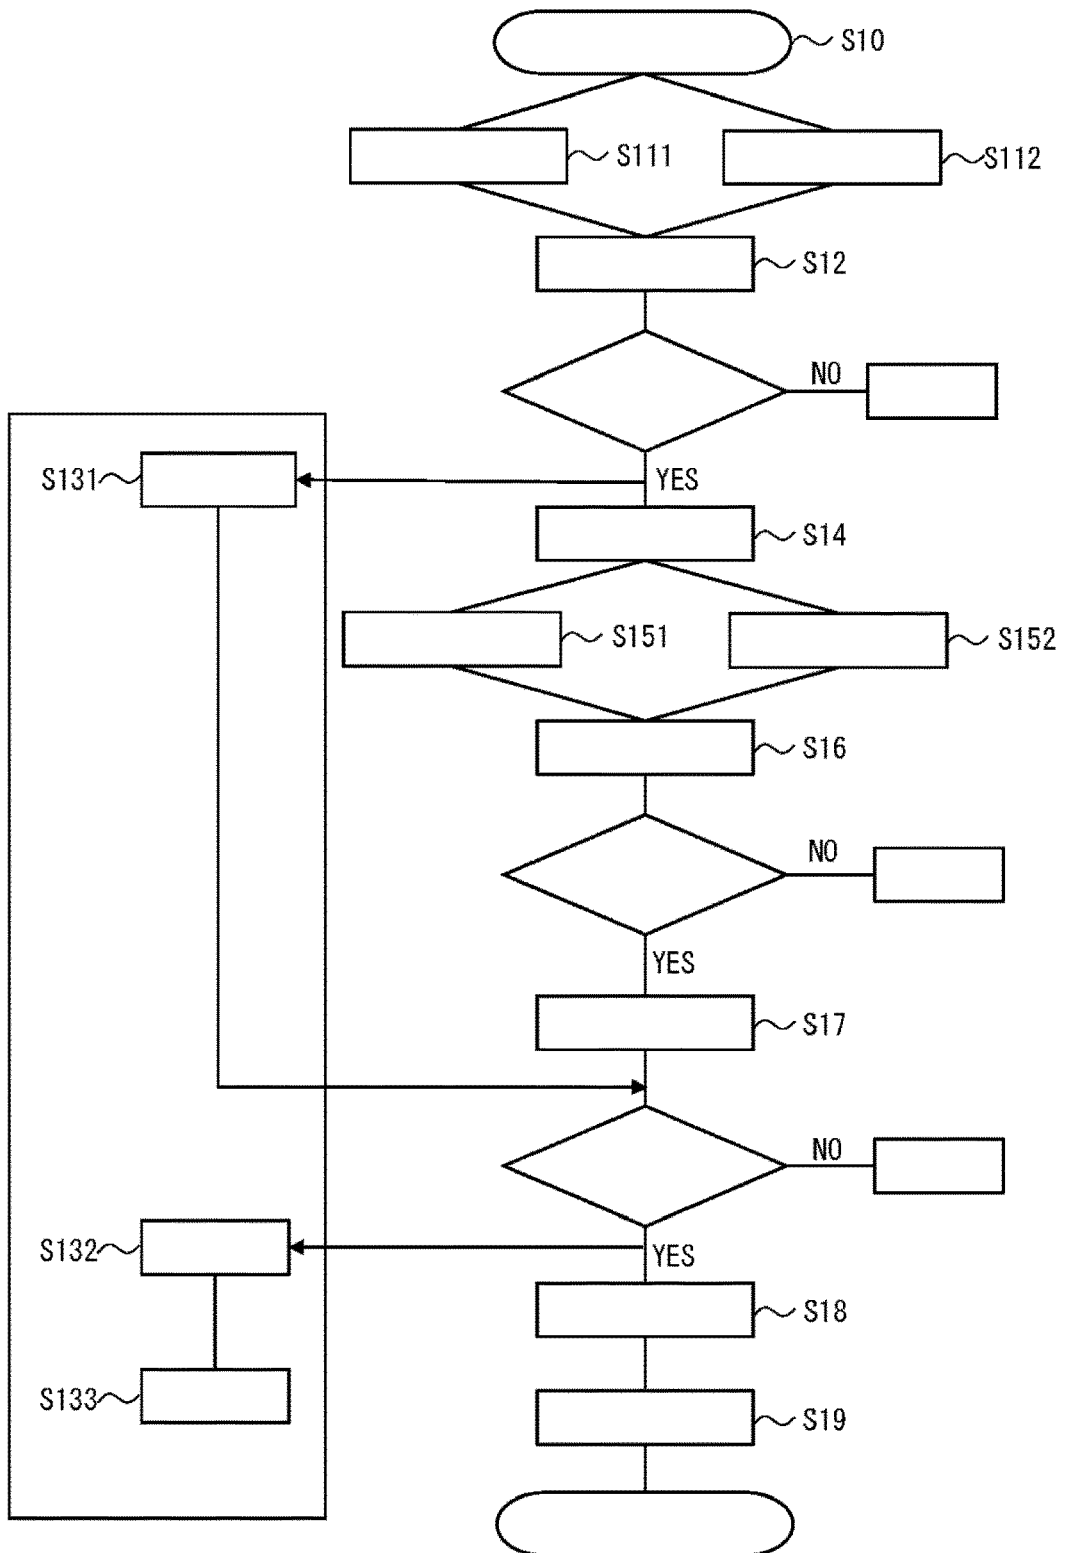 S10
S111
S112
S12
NO
S131
YES
S14
S151
S152
S16
NO
YES
S17
NO
S132
YES
S18
S133
S19